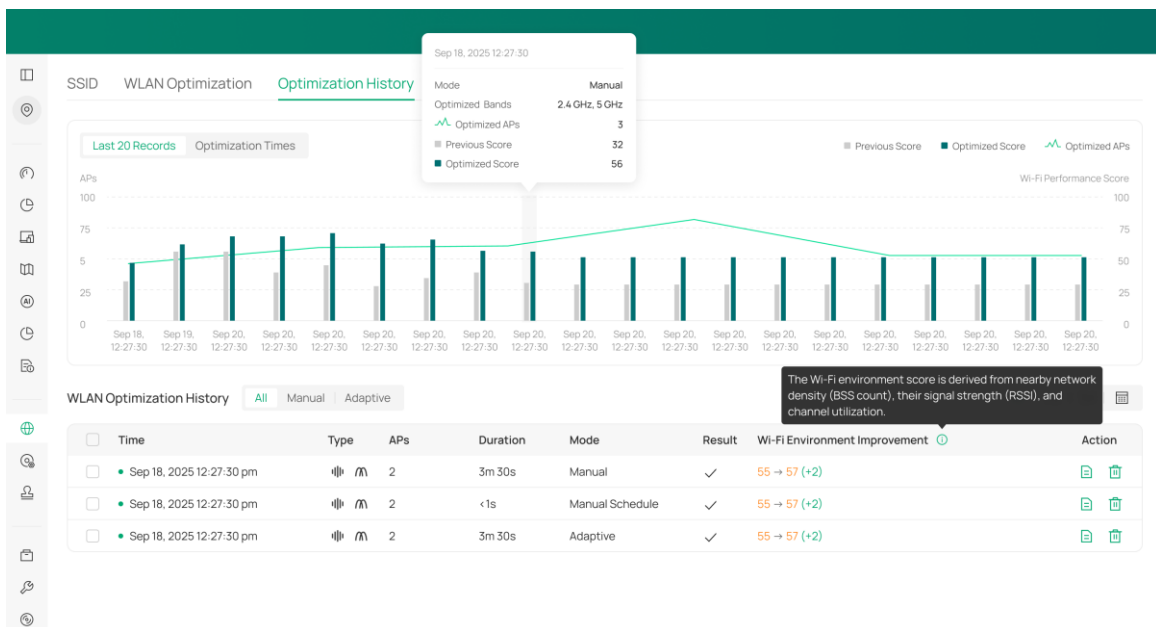 Sep 18, 2025 12:27:30
Mode Manual
Optimized Bands 2.4 GHz, 5 GHz
Optimized APs 3
Previous Score 32
Optimized Score 56
SSID WLAN Optimization Optimization History
Last 20 Records Optimization Times
Previous Score Optimized Score Optimized APs
APs Wi-Fi Performance Score
100 100
75 75
5 50
25 25
0 0
Sep 18, Sep 19, Sep 20, Sep 20, Sep 20, Sep 20, Sep 20, Sep 20, Sep 20, Sep 20, Sep 20, Sep 20, Sep 20, Sep 20, Sep 20, Sep 20, Sep 20, Sep 20, Sep 20, Sep 20,
12:27:30 12:27:30 12:27:30 12:27:30 12:27:30 12:27:30 12:27:30 12:27:30 12:27:30 12:27:30 12:27:30 12:27:30 12:27:30 12:27:30 12:27:30 12:27:30 12:27:30 12:27:30 12:27:30 12:27:30
The Wi-Fi environment score is derived from nearby network
density (BSS count), their signal strength (RSSI), and
channel utilization.
WLAN Optimization History All Manual Adaptive
Time Type APs Duration Mode Result Wi-Fi Environment Improvement Action
Sep 18, 2025 12:27:30 pm 2 3m 30s Manual 55 → 57 (+2)
Sep 18, 2025 12:27:30 pm 2 <1s Manual Schedule 55 → 57 (+2)
Sep 18, 2025 12:27:30 pm 2 3m 30s Adaptive 55 → 57 (+2)
AI